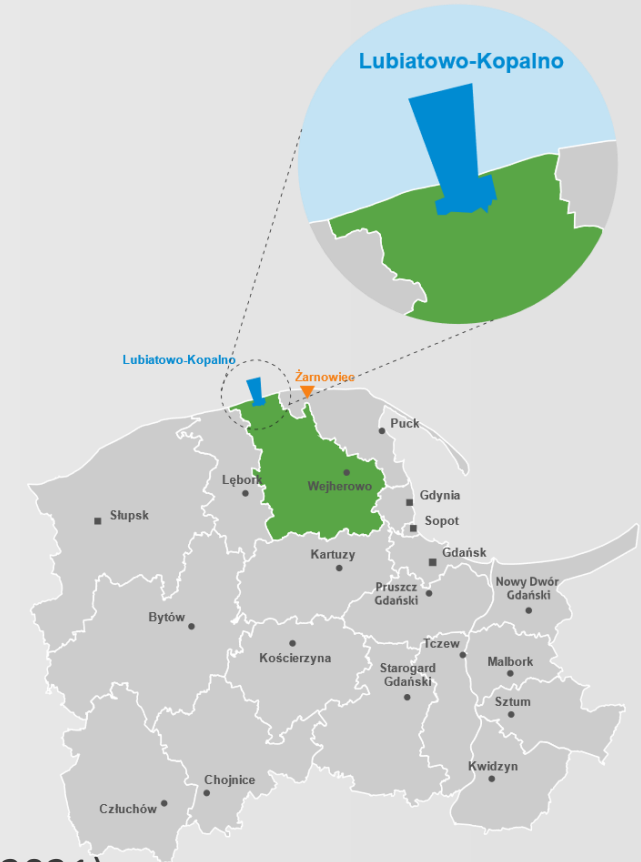 Lubiatowo-Kopalno
Lubiatowo-Kopalno
Żarnowiec
Puck
Lębork
Wejherowo
Gdynia
Słupsk
Sopot
Kartuzy
Gdańsk
Pruszcz
Gdański
Nowy Dwór
Gdański
Bytów
Kościerzyna
Tczew
Starogard
Gdański
Malbork
Sztum
Kwidzyn
Chojnice
Człuchów